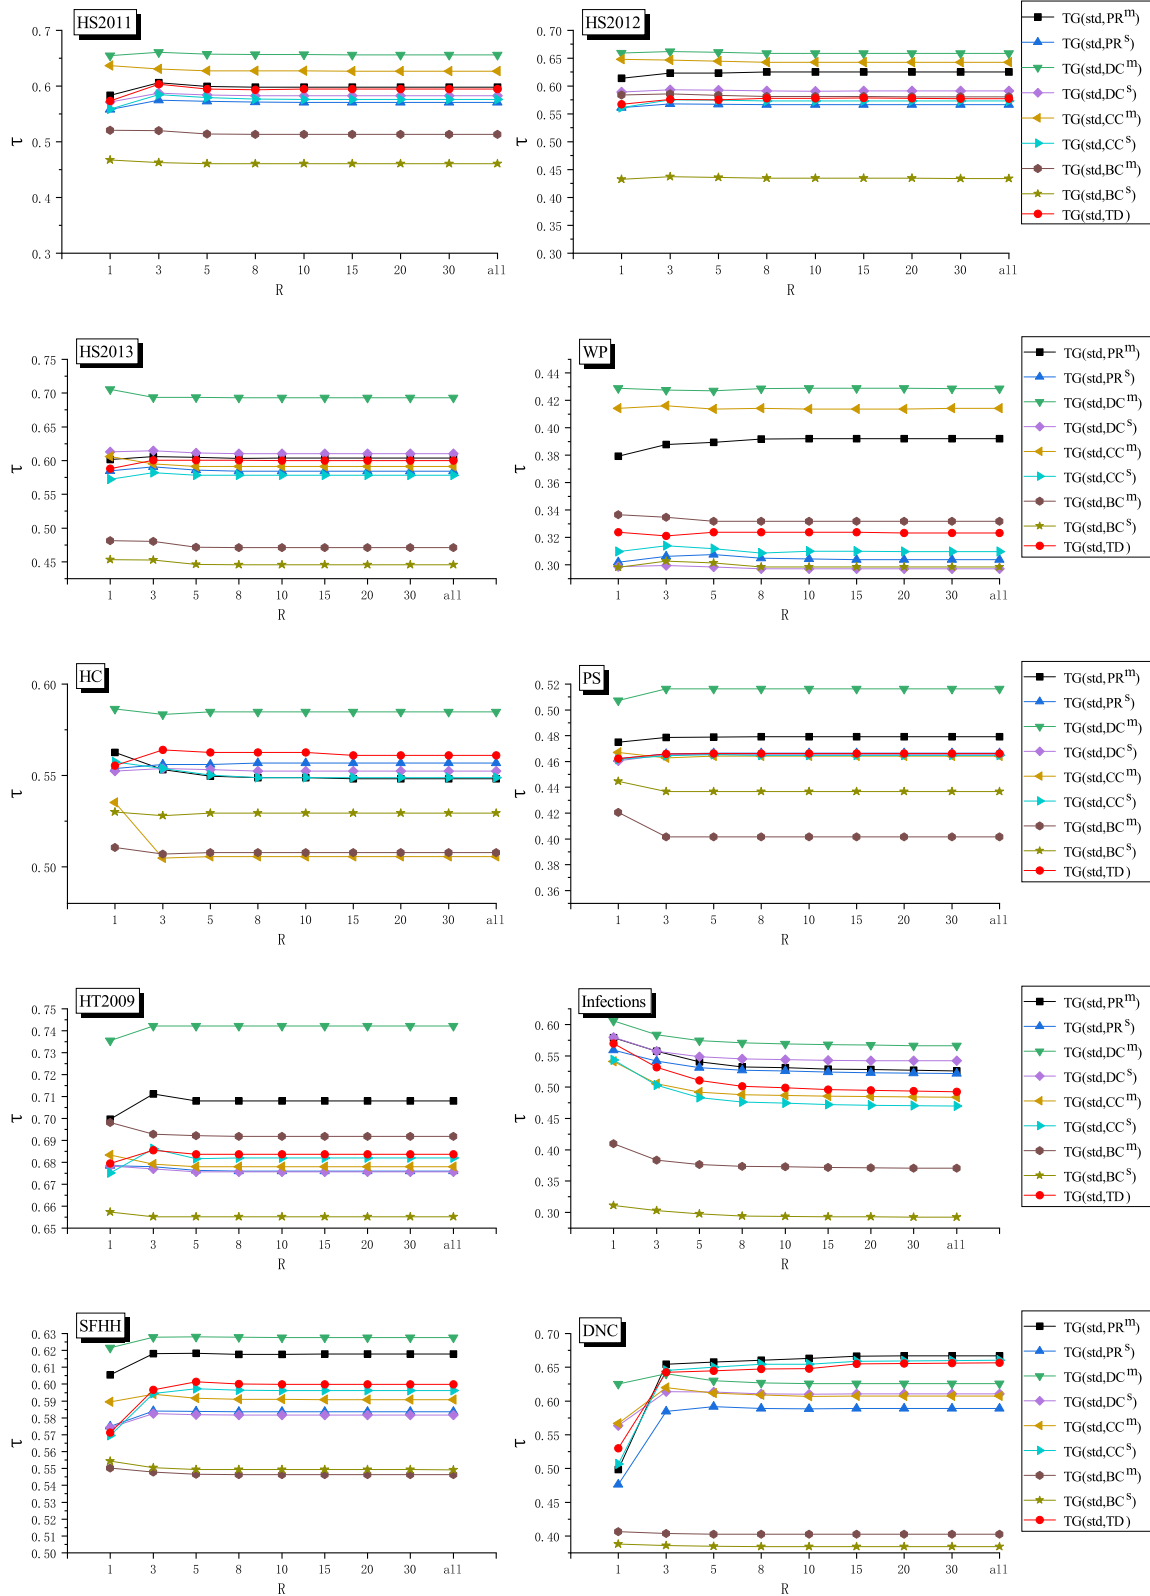 HS2011
0.7
0.6
0.5
0.4
0.3
τ
1 3 5 8 10 15 20 30 all
R
HS2012
0.70
0.65
0.60
0.55
0.50
0.45
0.40
0.35
0.30
τ
1 3 5 8 10 15 20 30 all
R
TG(std,PR^m)
TG(std,PR^s)
TG(std,DC^m)
TG(std,DC^s)
TG(std,CC^m)
TG(std,CC^s)
TG(std,BC^m)
TG(std,BC^s)
TG(std,TD)
HS2013
0.75
0.70
0.65
0.60
0.55
0.50
0.45
τ
1 3 5 8 10 15 20 30 all
R
WP
0.44
0.42
0.40
0.38
0.36
0.34
0.32
0.30
τ
1 3 5 8 10 15 20 30 all
R
TG(std,PR^m)
TG(std,PR^s)
TG(std,DC^m)
TG(std,DC^s)
TG(std,CC^m)
TG(std,CC^s)
TG(std,BC^m)
TG(std,BC^s)
TG(std,TD)
HC
0.60
0.55
0.50
τ
1 3 5 8 10 15 20 30 all
R
PS
0.52
0.50
0.48
0.46
0.44
0.42
0.40
0.38
0.36
τ
1 3 5 8 10 15 20 30 all
R
TG(std,PR^m)
TG(std,PR^s)
TG(std,DC^m)
TG(std,DC^s)
TG(std,CC^m)
TG(std,CC^s)
TG(std,BC^m)
TG(std,BC^s)
TG(std,TD)
HT2009
0.75
0.74
0.73
0.72
0.71
0.70
0.69
0.68
0.67
0.66
0.65
τ
1 3 5 8 10 15 20 30 all
R
Infections
0.60
0.55
0.50
0.45
0.40
0.35
0.30
τ
1 3 5 8 10 15 20 30 all
R
TG(std,PR^m)
TG(std,PR^s)
TG(std,DC^m)
TG(std,DC^s)
TG(std,CC^m)
TG(std,CC^s)
TG(std,BC^m)
TG(std,BC^s)
TG(std,TD)
SFHH
0.63
0.62
0.61
0.60
0.59
0.58
0.57
0.56
0.55
0.54
0.53
0.52
0.51
0.50
τ
1 3 5 8 10 15 20 30 all
R
DNC
0.70
0.65
0.60
0.55
0.50
0.45
0.40
τ
1 3 5 8 10 15 20 30 all
R
TG(std,PR^m)
TG(std,PR^s)
TG(std,DC^m)
TG(std,DC^s)
TG(std,CC^m)
TG(std,CC^s)
TG(std,BC^m)
TG(std,BC^s)
TG(std,TD)